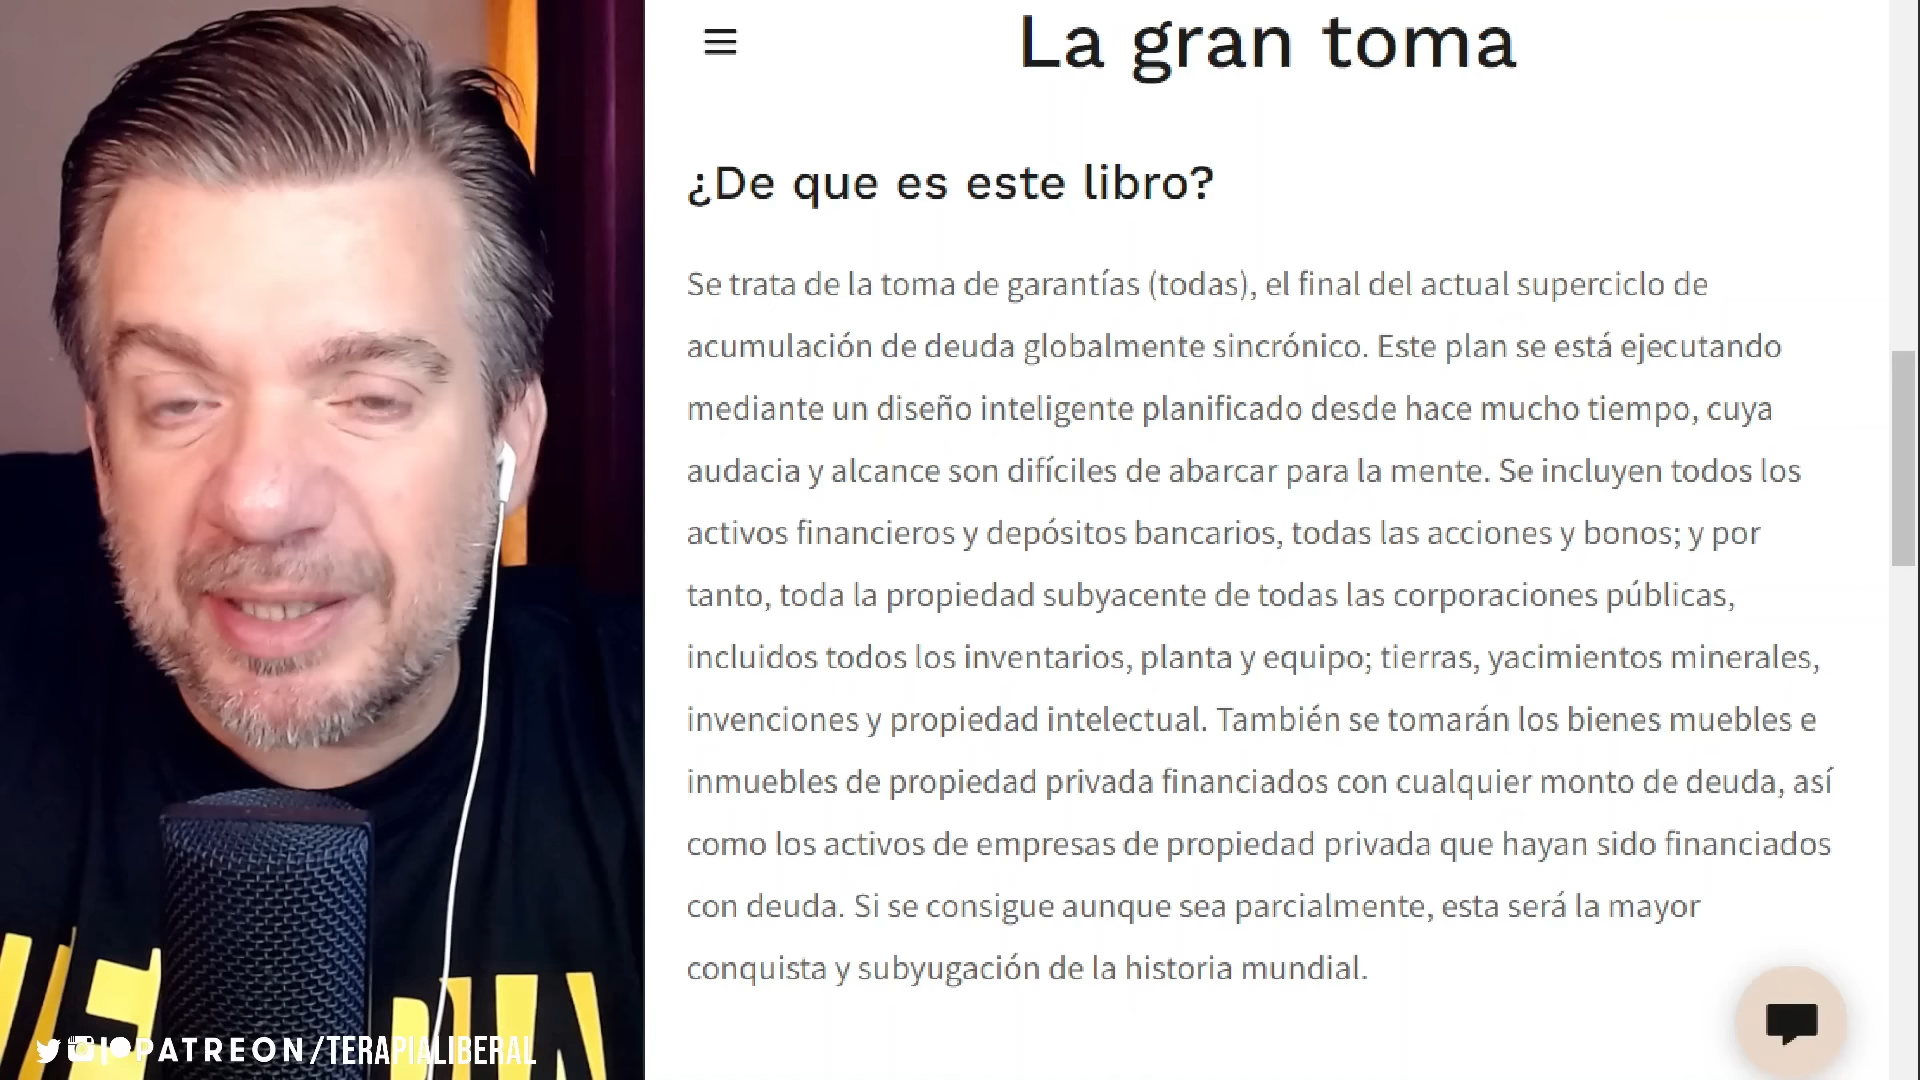 La gran toma
¿De que es este libro?
Se trata de la toma de garantías (todas), el final del actual superciclo de
acumulación de deuda globalmente sincrónico. Este plan se está ejecutando
mediante un diseño inteligente planificado desde hace mucho tiempo, cuya
audacia y alcance son difíciles de abarcar para la mente. Se incluyen todos los
activos financieros y depósitos bancarios, todas las acciones y bonos; y por
tanto, toda la propiedad subyacente de todas las corporaciones públicas,
incluidos todos los inventarios, planta y equipo; tierras, yacimientos minerales,
invenciones y propiedad intelectual. También se tomarán los bienes muebles e
inmuebles de propiedad privada financiados con cualquier monto de deuda, así
como los activos de empresas de propiedad privada que hayan sido financiados
con deuda. Si se consigue aunque sea parcialmente, esta será la mayor
conquista y subyugación de la historia mundial.
PATREON/TERAPIALIBERAL